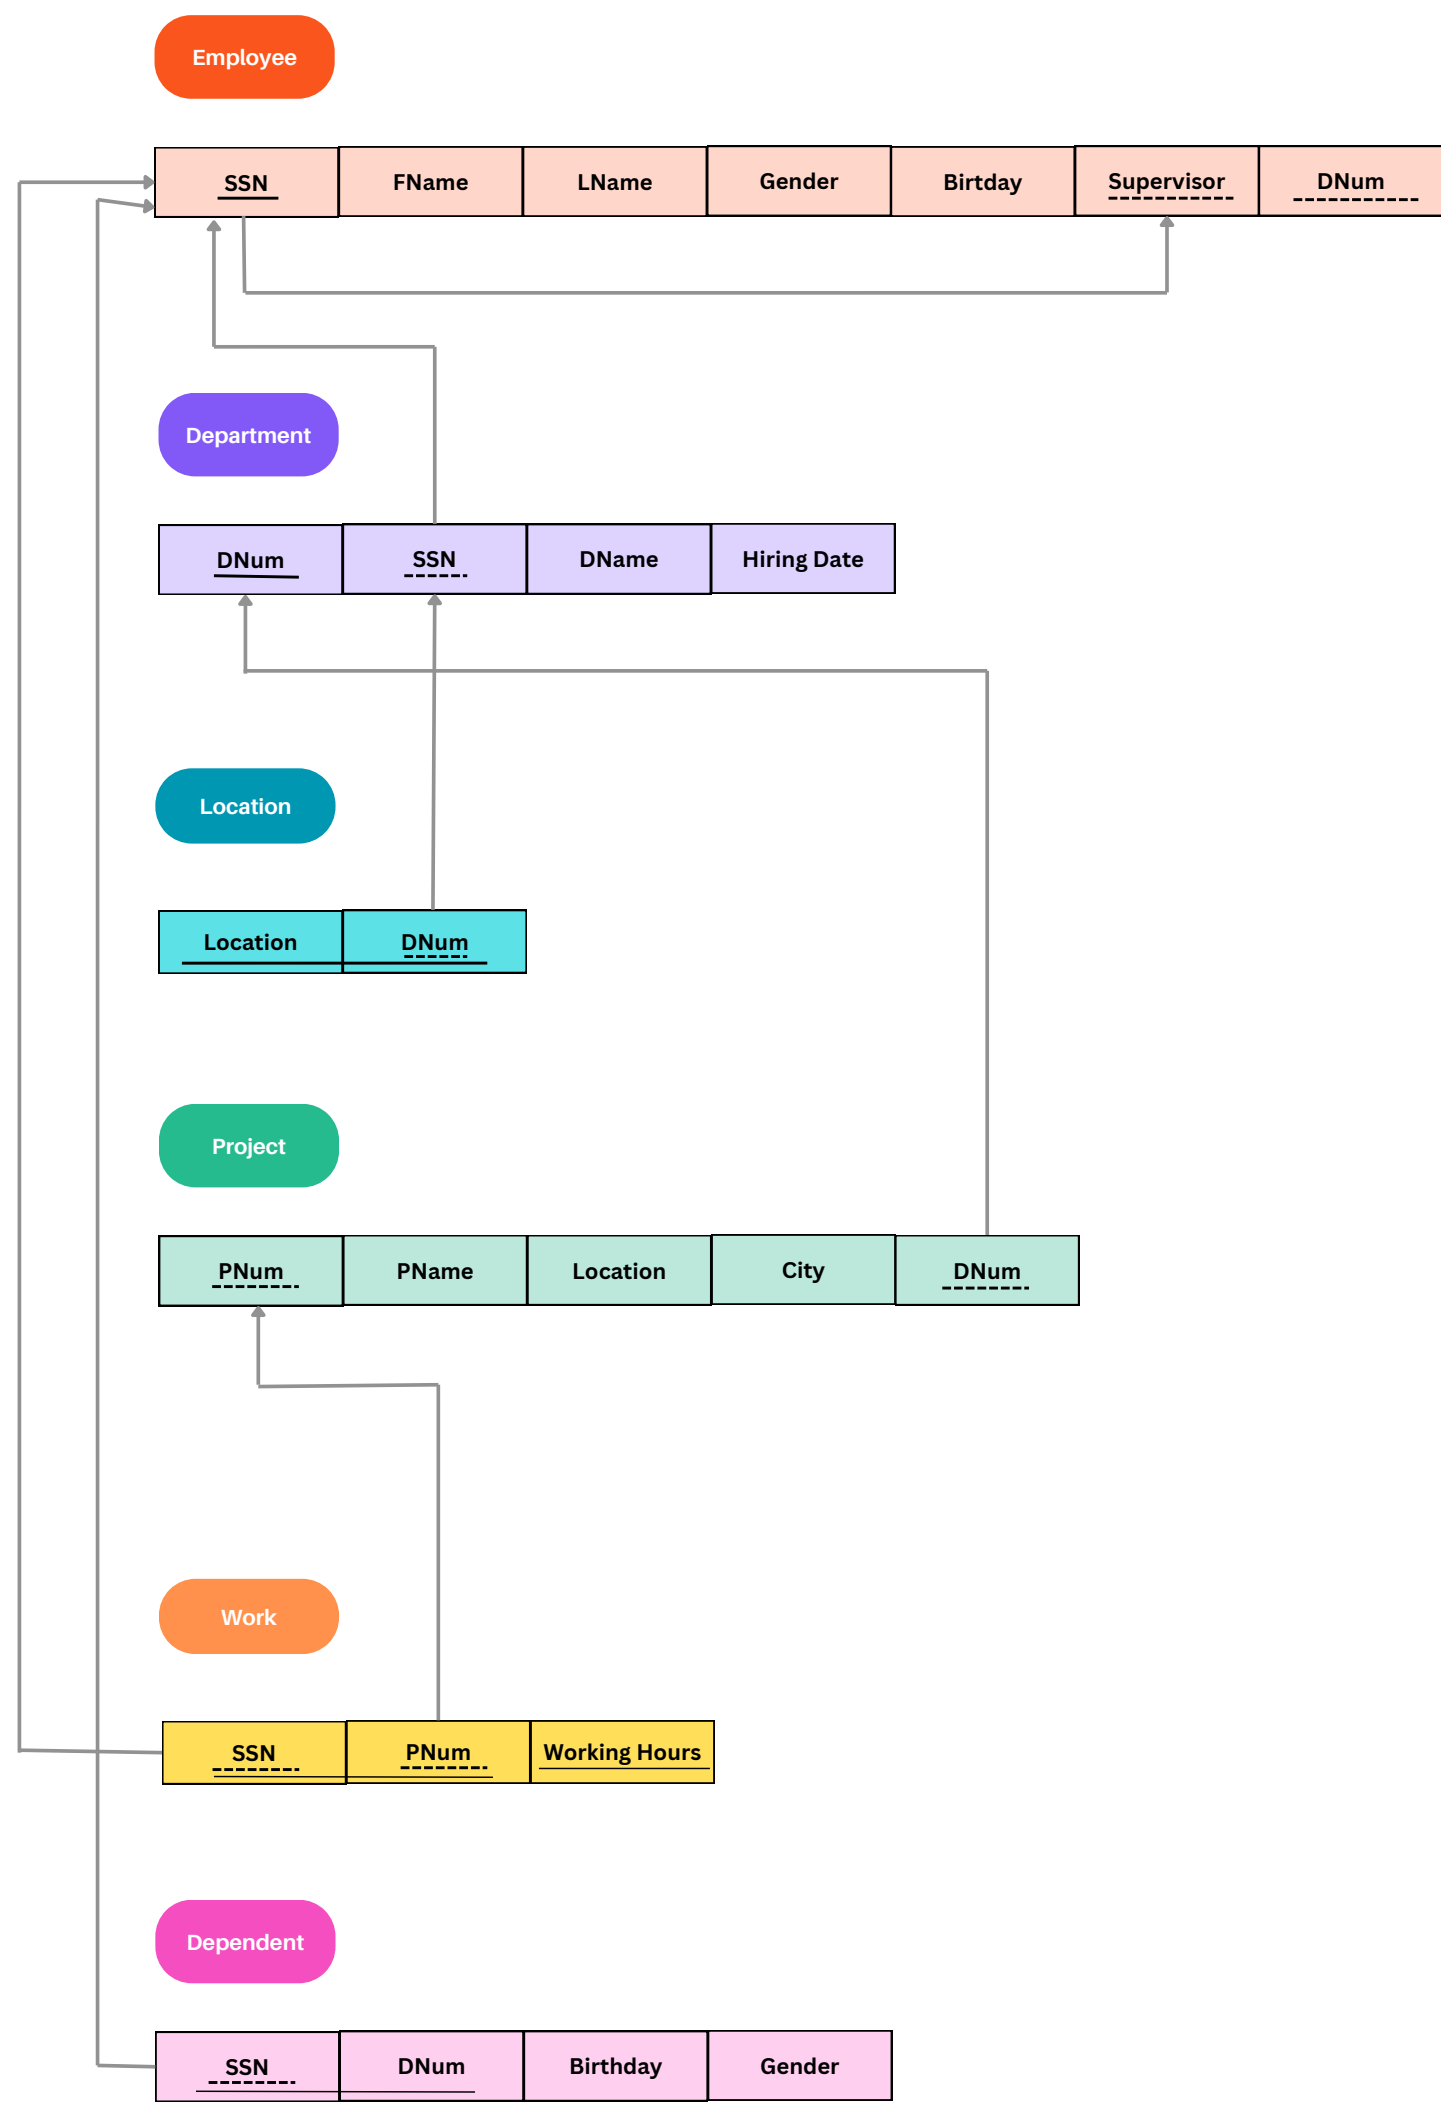 Employee
SSN FName LName Gender Birtday Supervisor DNum
Department
DNum SSN DName Hiring Date
Location
Location DNum
Project
PNum PName Location City DNum
Work
SSN PNum Working Hours
Dependent
SSN DNum Birthday Gender